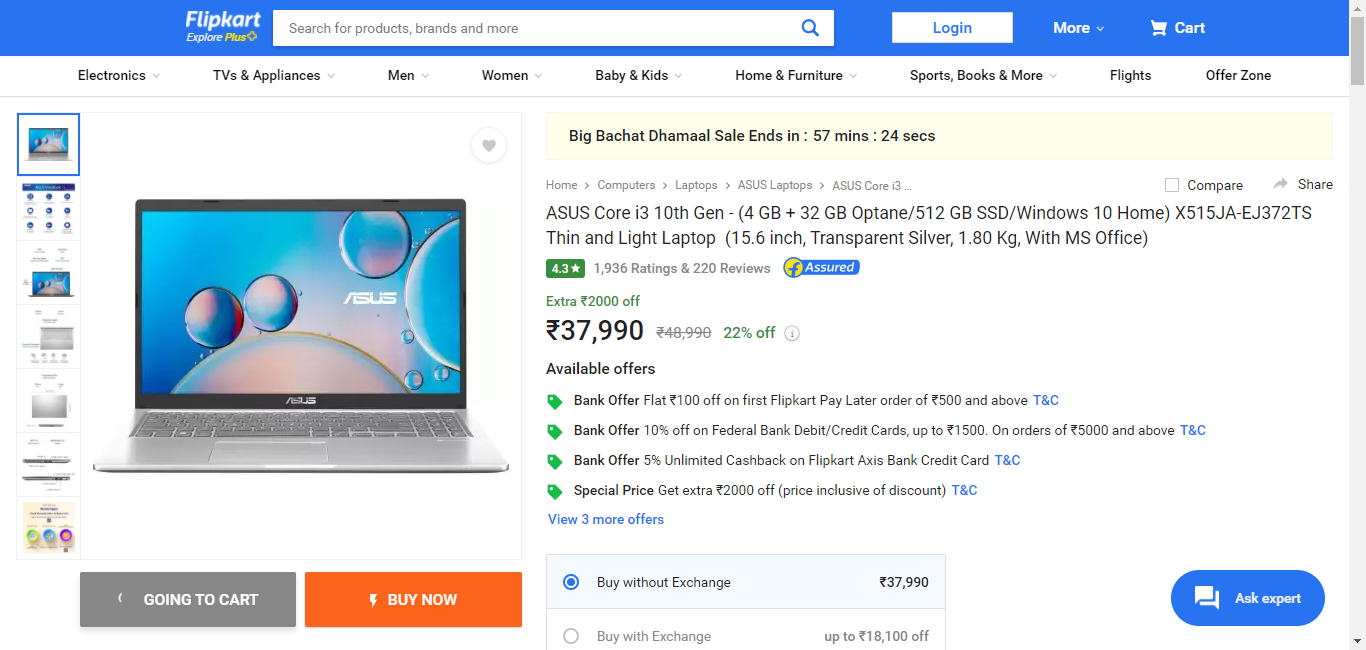 Flipkart
Explore Plus
Search for products, brands and more
Login
More
Cart
Electronics
TVs & Appliances
Men
Women
Baby & Kids
Home & Furniture
Sports, Books & More
Flights
Offer Zone
Big Bachat Dhamaal Sale Ends in : 57 mins : 24 secs
Home > Computers > Laptops > ASUS Laptops > ASUS Core i3 ...
Compare
Share
ASUS Core i3 10th Gen - (4 GB + 32 GB Optane/512 GB SSD/Windows 10 Home) X515JA-EJ372TS
Thin and Light Laptop (15.6 inch, Transparent Silver, 1.80 Kg, With MS Office)
4.3★ 1,936 Ratings & 220 Reviews
Assured
Extra ₹2000 off
₹37,990 ₹48,990 22% off
Available offers
Bank Offer Flat ₹100 off on first Flipkart Pay Later order of ₹500 and above T&C
Bank Offer 10% off on Federal Bank Debit/Credit Cards, up to ₹1500. On orders of ₹5000 and above T&C
Bank Offer 5% Unlimited Cashback on Flipkart Axis Bank Credit Card T&C
Special Price Get extra ₹2000 off (price inclusive of discount) T&C
View 3 more offers
Buy without Exchange ₹37,990
Buy with Exchange up to ₹18,100 off
ASUS
ASUS
GOING TO CART
BUY NOW
Ask expert